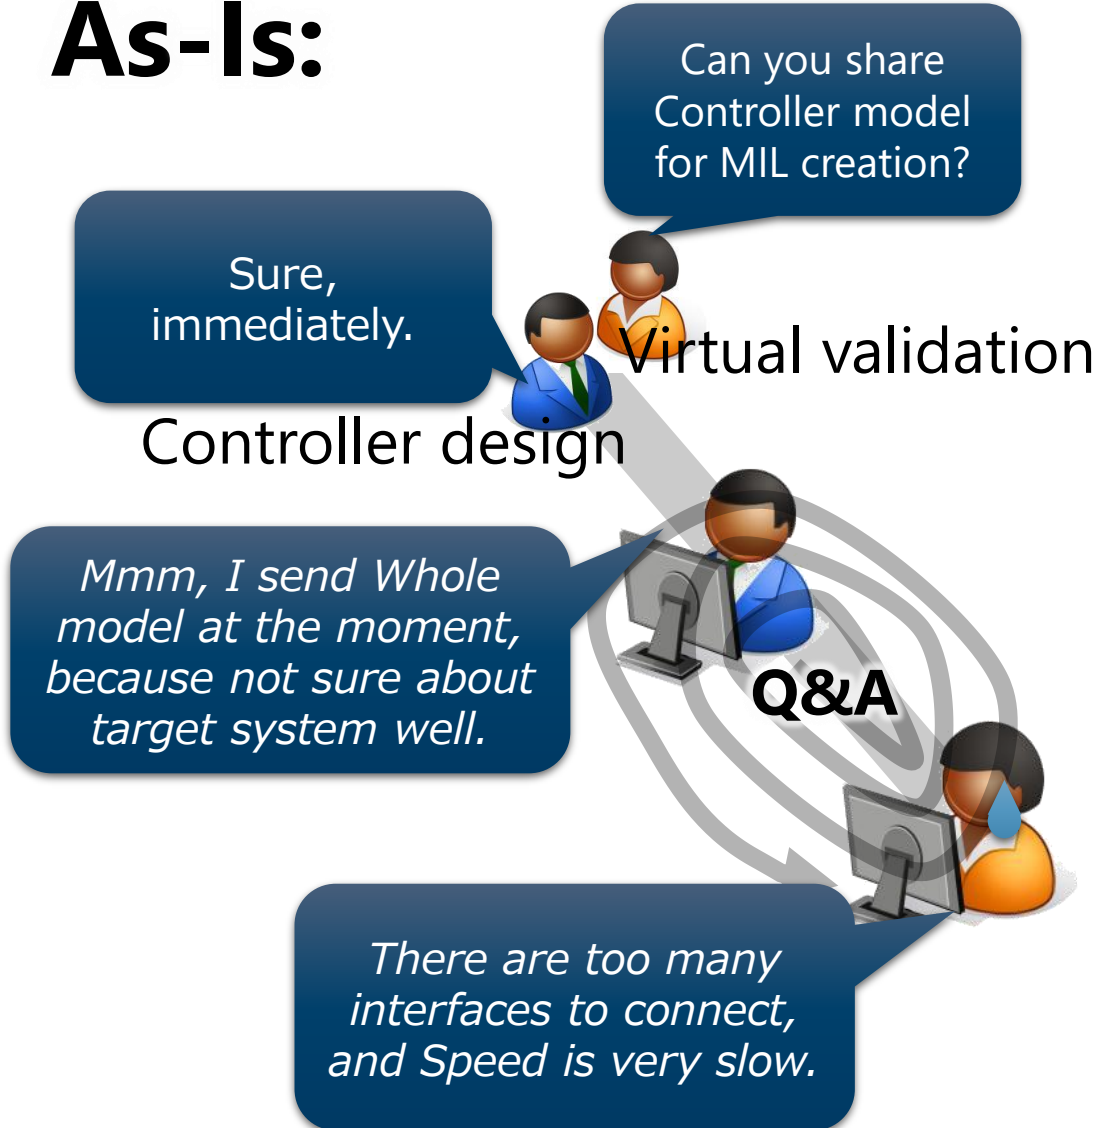 As-Is:
Can you share
Controller model
for MIL creation?
Sure,
immediately.
Virtual validation
Controller design
Mmm, I send Whole
model at the moment,
because not sure about
target system well.
Q&A
There are too many
interfaces to connect,
and Speed is very slow.